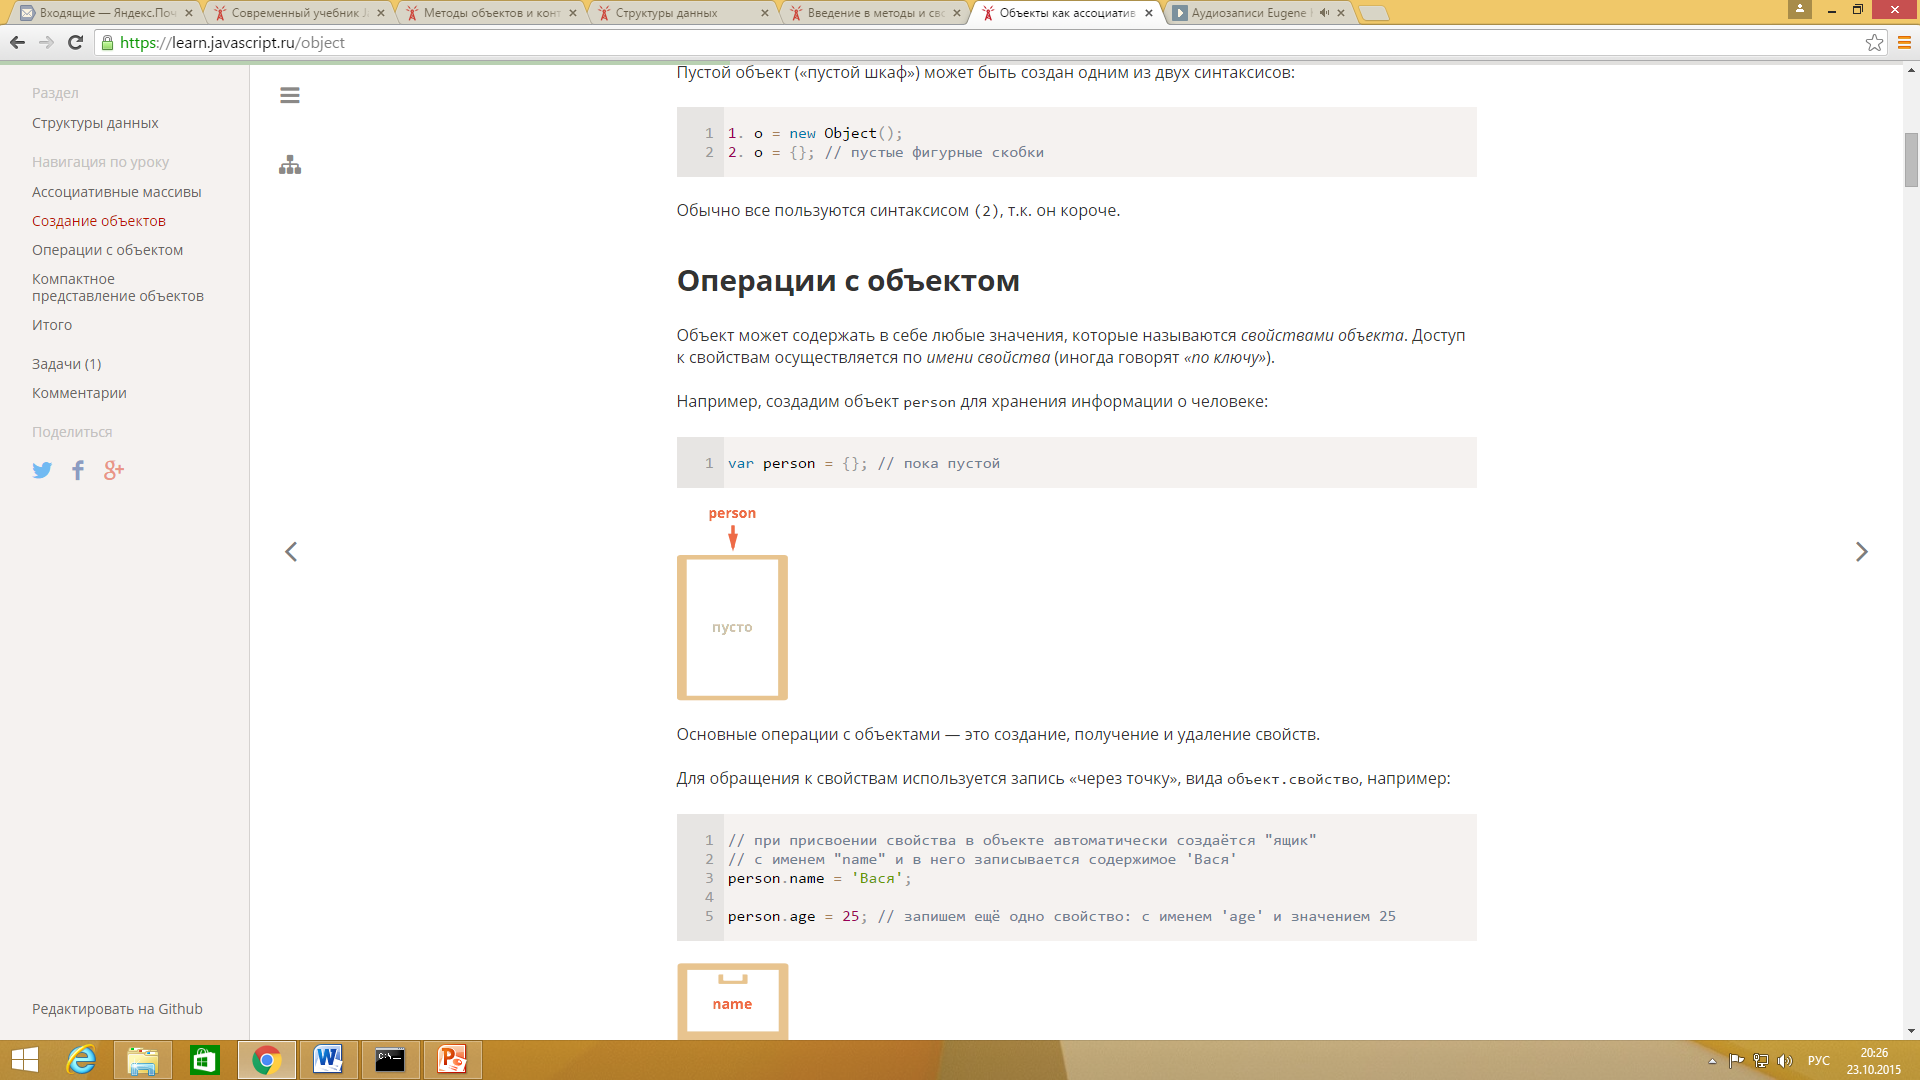 Входящие — Яндекс.Поч
Современный учебник J
Методы объектов и конт
Структуры данных
Введение в методы и сво
Объекты как ассоциатив
Аудиозаписи Eugene
https://learn.javascript.ru/object
Раздел
Структуры данных
Навигация по уроку
Ассоциативные массивы
Создание объектов
Операции с объектом
Компактное
представление объектов
Итого
Задачи (1)
Комментарии
Поделиться
Редактировать на Github
Пустой объект («пустой шкаф») может быть создан одним из двух синтаксисов:
1 1. o = new Object();
2 2. o = {}; // пустые фигурные скобки
Обычно все пользуются синтаксисом (2), т.к. он короче.
Операции с объектом
Объект может содержать в себе любые значения, которые называются свойствами объекта. Доступ
к свойствам осуществляется по имени свойства (иногда говорят «по ключу»).
Например, создадим объект person для хранения информации о человеке:
1 var person = {}; // пока пустой
person
пусто
Основные операции с объектами — это создание, получение и удаление свойств.
Для обращения к свойствам используется запись «через точку», вида объект.свойство, например:
1 // при присвоении свойства в объекте автоматически создаётся "ящик"
2 // с именем "name" и в него записывается содержимое 'Вася'
3 person.name = 'Вася';
4
5 person.age = 25; // запишем ещё одно свойство: с именем 'age' и значением 25
name
РУС
20:26
23.10.2015